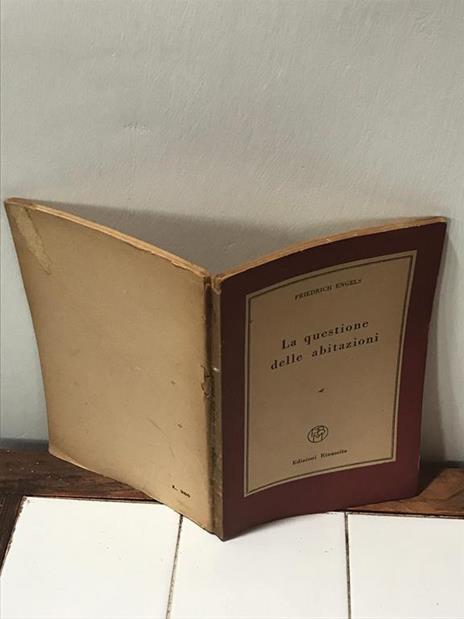 FRIEDRICH ENGELS
La questione
delle abitazioni
Edizioni Rinascita